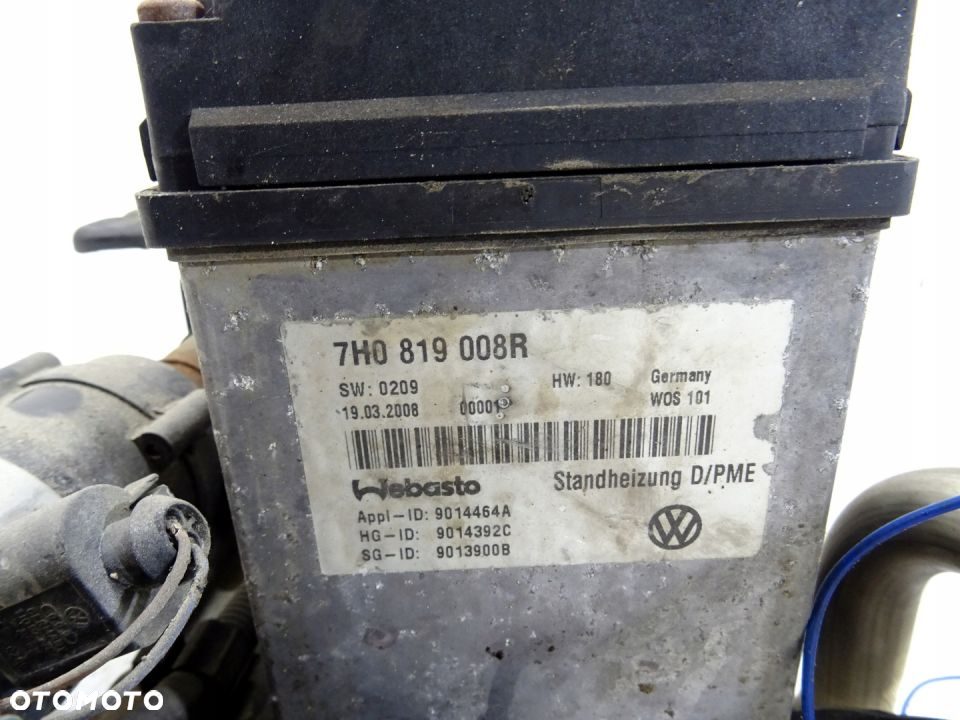 7H0 819 008R
SW: 0209 HW: 180 Germany
19.03.2008 00001 WOS 101
Webasto Standheizung D/PME
Appl-ID: 9014464A
HG-ID: 9014392C
SG-ID: 9013900B
OTOMOTO